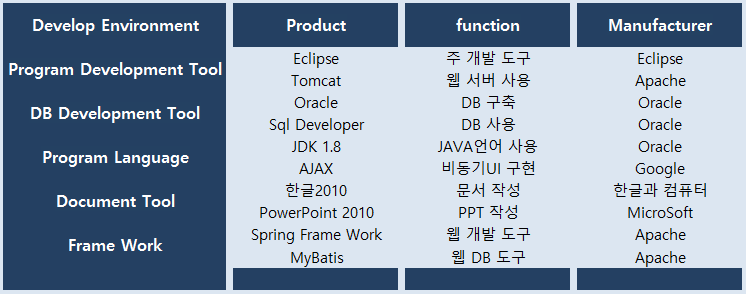 Develop Environment Product function Manufacturer
Program Development Tool Eclipse 주 개발 도구 Eclipse
Tomcat 웹 서버 사용 Apache
DB Development Tool Oracle DB 구축 Oracle
Sql Developer DB 사용 Oracle
Program Language JDK 1.8 JAVA언어 사용 Oracle
AJAX 비동기UI 구현 Google
Document Tool 한글2010 문서 작성 한글과 컴퓨터
PowerPoint 2010 PPT 작성 MicroSoft
Frame Work Spring Frame Work 웹 개발 도구 Apache
MyBatis 웹 DB 도구 Apache